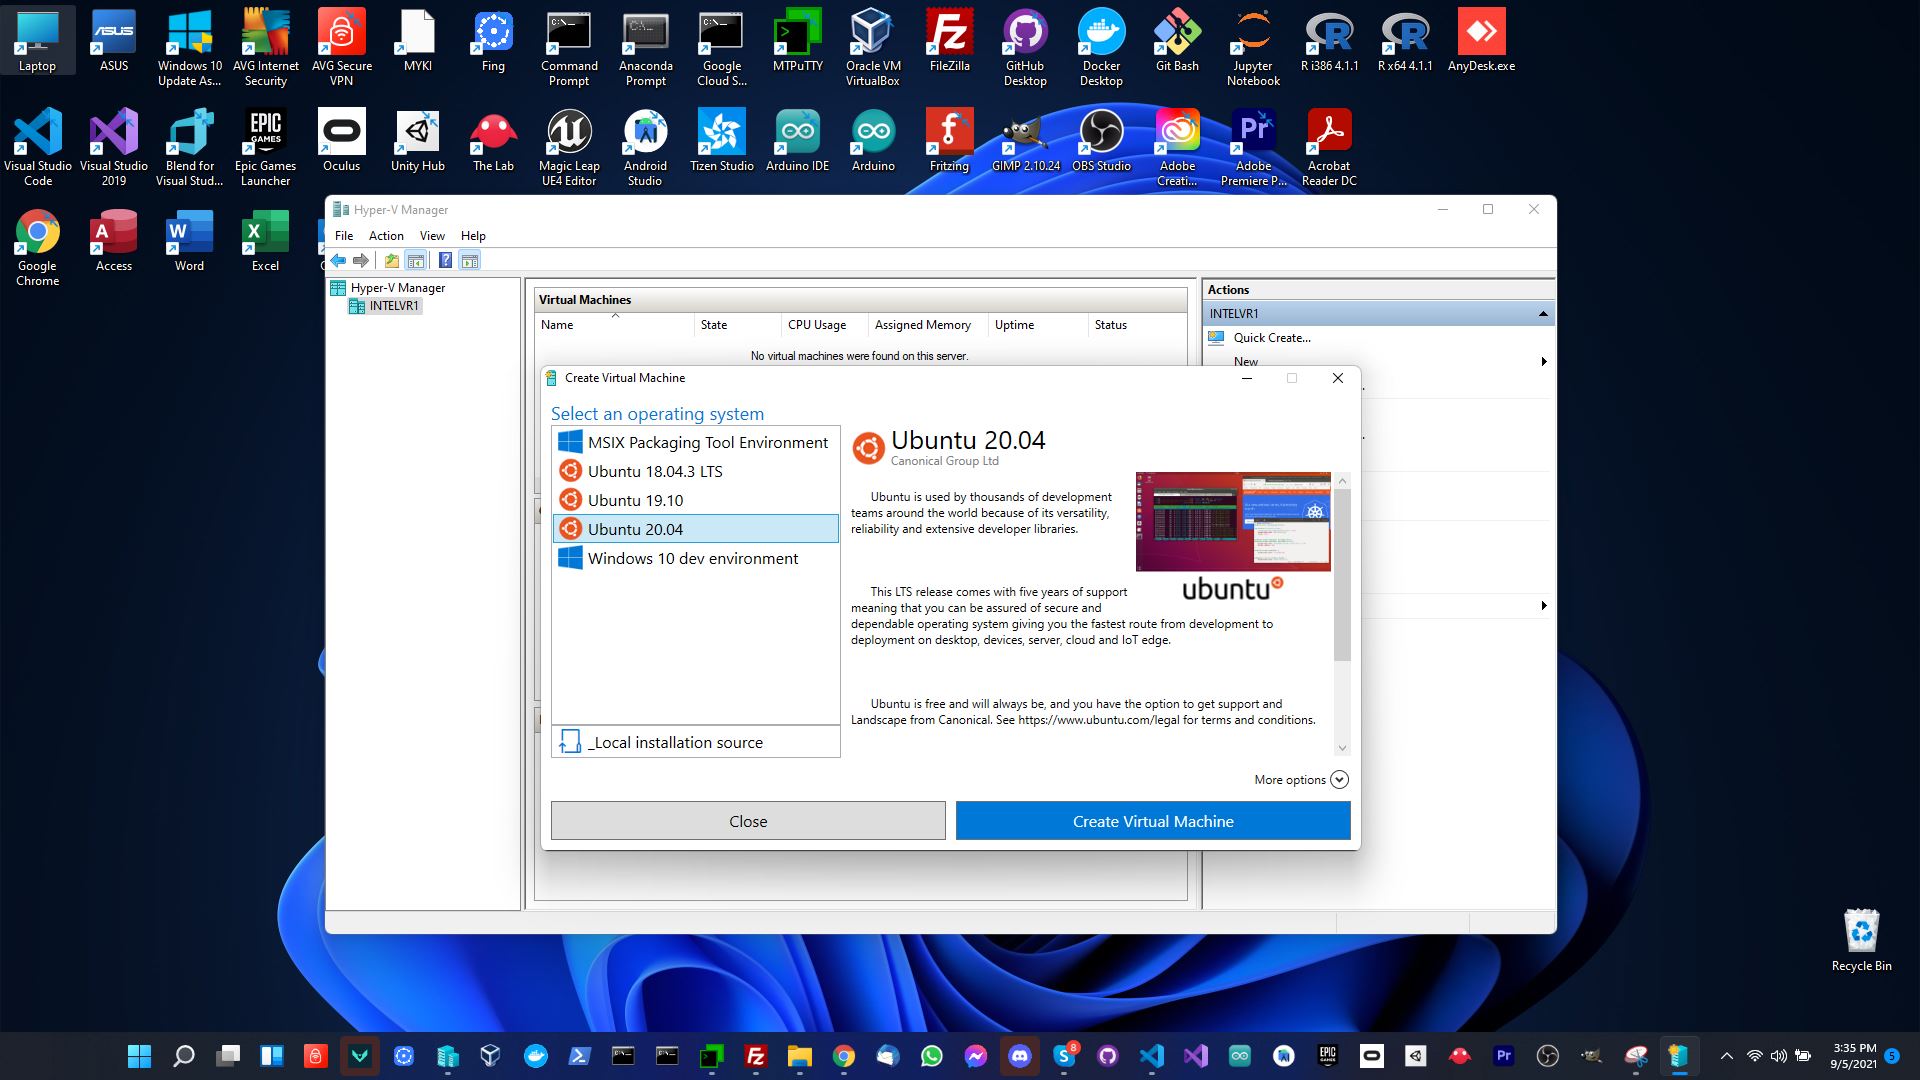 Laptop
ASUS
Windows 10
Update As...
AVG Internet
Security
AVG Secure
VPN
MYKI
Fing
Command
Prompt
Anaconda
Prompt
Google
Cloud S...
MTPuTTY
Oracle VM
VirtualBox
FileZilla
GitHub
Desktop
Docker
Desktop
Git Bash
Jupyter
Notebook
R i386 4.1.1
R x64 4.1.1
AnyDesk.exe
Visual Studio
Code
Visual Studio
2019
Blend for
Visual Stud...
EPIC
GAMES
Epic Games
Launcher
Oculus
Unity Hub
The Lab
Magic Leap
UE4 Editor
Android
Studio
Tizen Studio
Arduino IDE
Arduino
Fritzing
GIMP 2.10.24
OBS Studio
Adobe
Creati...
Adobe
Premiere P...
Acrobat
Reader DC
Google
Chrome
Access
Word
Excel
Hyper-V Manager
File Action View Help
Hyper-V Manager
INTELVR1
Virtual Machines
Name State CPU Usage Assigned Memory Uptime Status
No virtual machines were found on this server.
Actions
INTELVR1
Quick Create...
New
Create Virtual Machine
Select an operating system
MSIX Packaging Tool Environment
Ubuntu 18.04.3 LTS
Ubuntu 19.10
Ubuntu 20.04
Windows 10 dev environment
_Local installation source
Ubuntu 20.04
Canonical Group Ltd
Ubuntu is used by thousands of development
teams around the world because of its versatility,
reliability and extensive developer libraries.
ubuntu
This LTS release comes with five years of support
meaning that you can be assured of secure and
dependable operating system giving you the fastest route from development to
deployment on desktop, devices, server, cloud and IoT edge.
Ubuntu is free and will always be, and you have the option to get support and
Landscape from Canonical. See https://www.ubuntu.com/legal for terms and conditions.
More options
Close
Create Virtual Machine
Recycle Bin
8
3:35 PM
9/5/2021
5